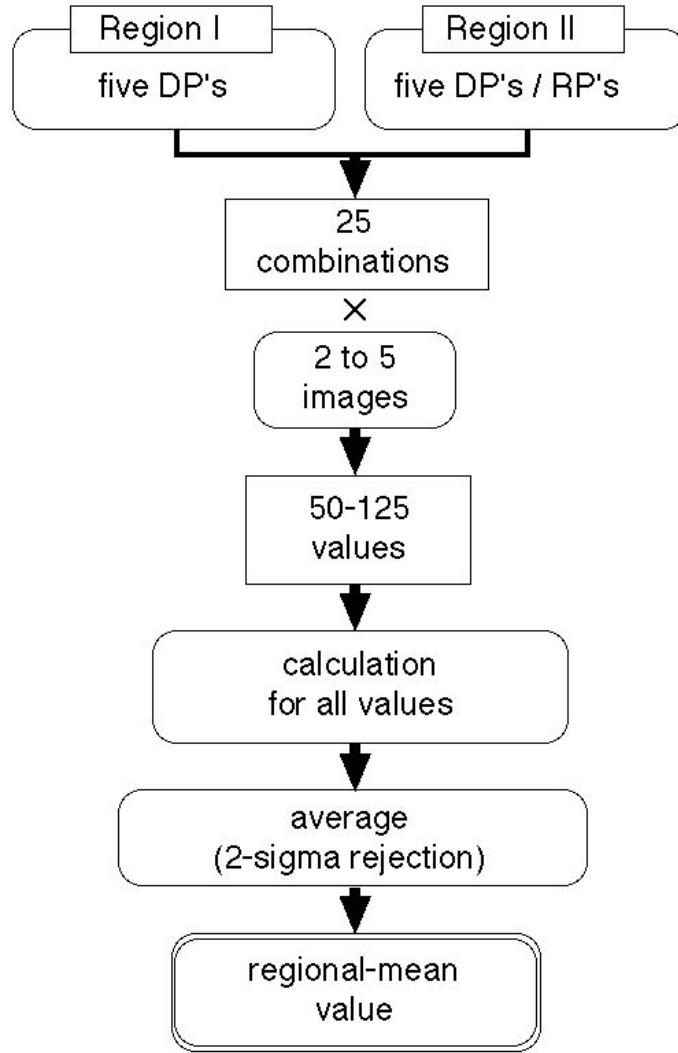 Region I
five DP's
Region II
five DP's / RP's
25
combinations
×
2 to 5
images
50-125
values
calculation
for all values
average
(2-sigma rejection)
regional-mean
value